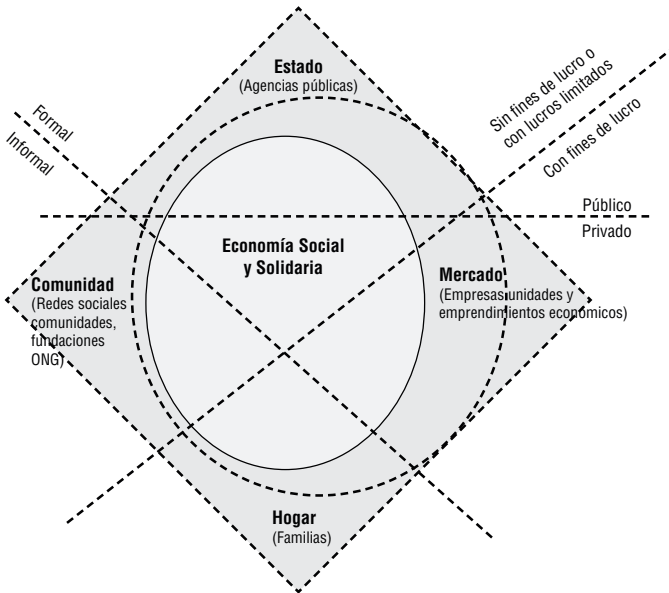 Estado
(Agencias públicas)
Sin fines de lucro o
con lucros limitados
Con fines de lucro
Formal
Informal
Público
Privado
Economía Social
y Solidaria
Comunidad
(Redes sociales
comunidades,
fundaciones
ONG)
Mercado
(Empresas unidades y
emprendimientos económicos)
Hogar
(Familias)